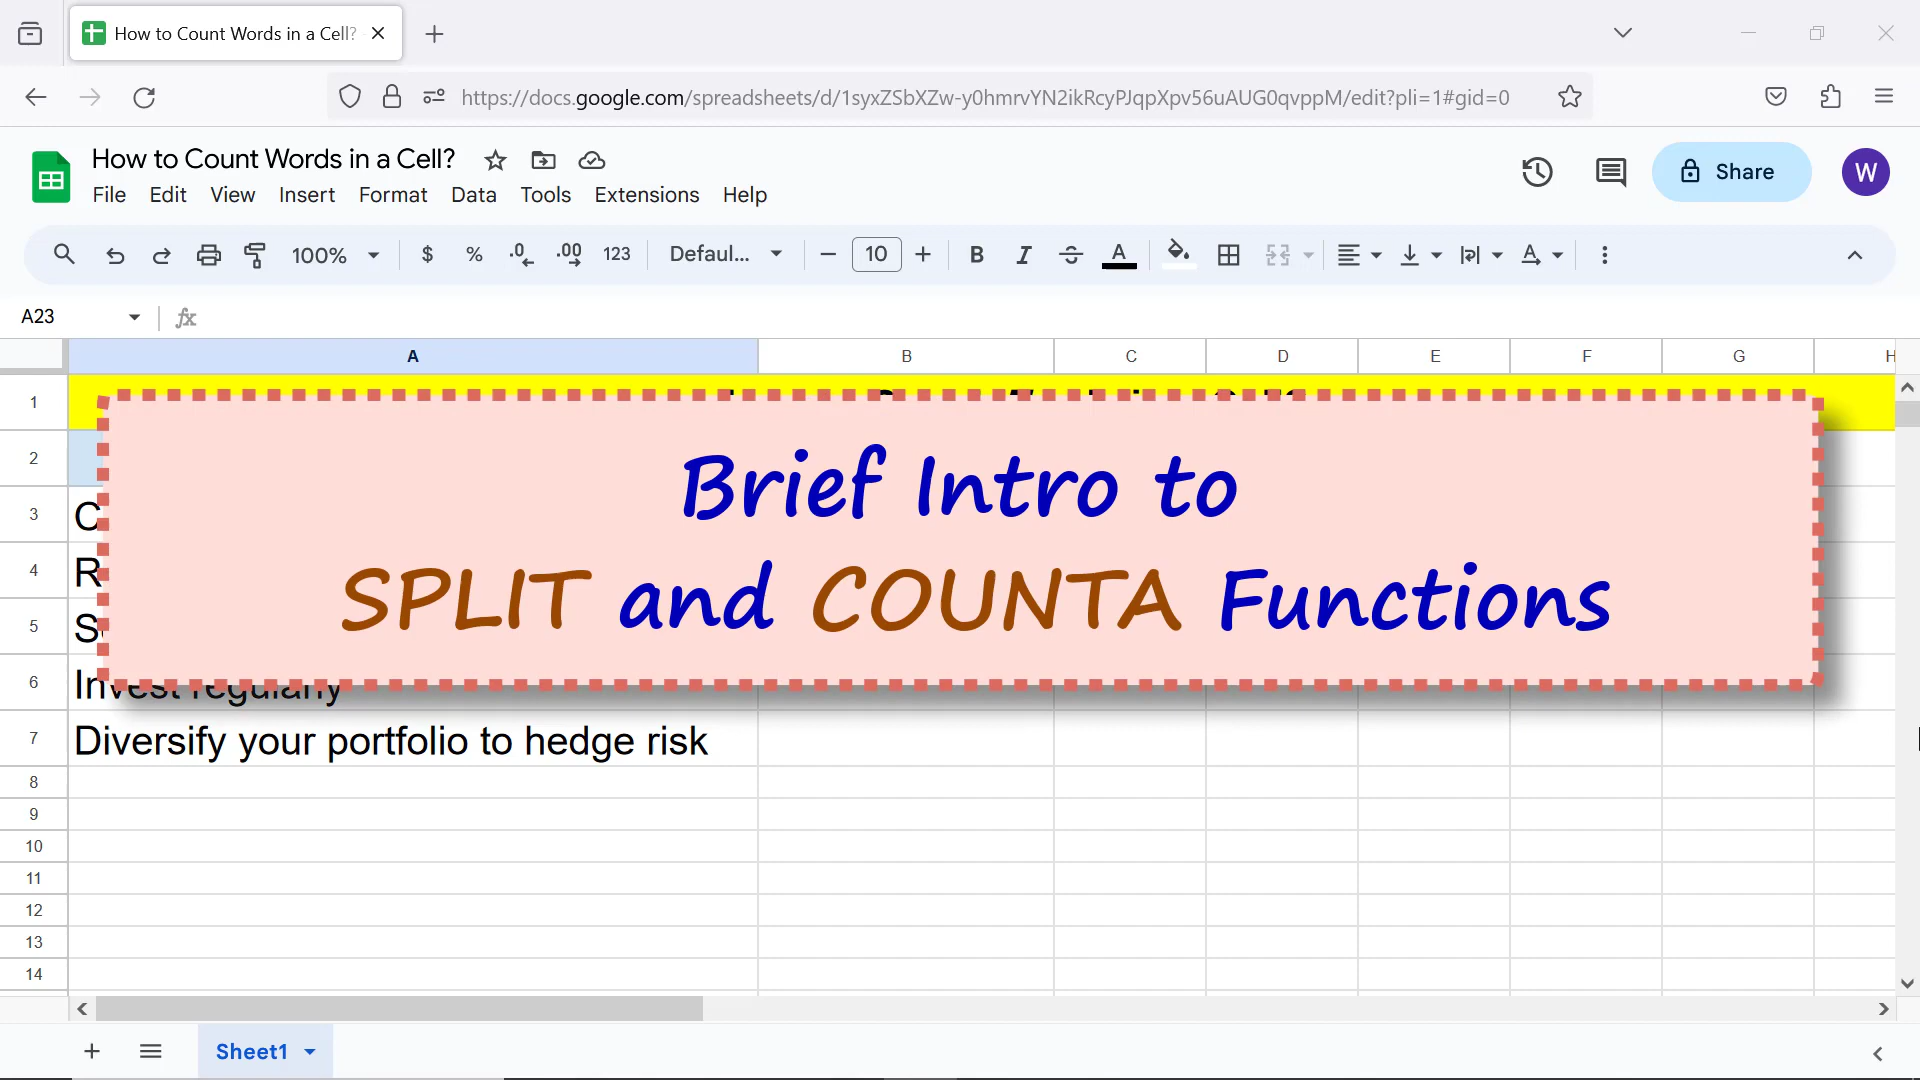 How to Count Words in a Cell?
https://docs.google.com/spreadsheets/d/1syxZSbXZw-y0hmrvYN2ikRcyPJqpXpv56uAUG0qvppM/edit?pli=1#gid=0
How to Count Words in a Cell?
File Edit View Insert Format Data Tools Extensions Help
Share
W
100% $ % .0 .00 123 Defaul... 10 B I A A
A23 fx
A B C D E F G H
1
2
3 C
4 R
5 S
6 Invest regularly
7 Diversify your portfolio to hedge risk
8
9
10
11
12
13
14
Brief Intro to
SPLIT and COUNTA Functions
Sheet1